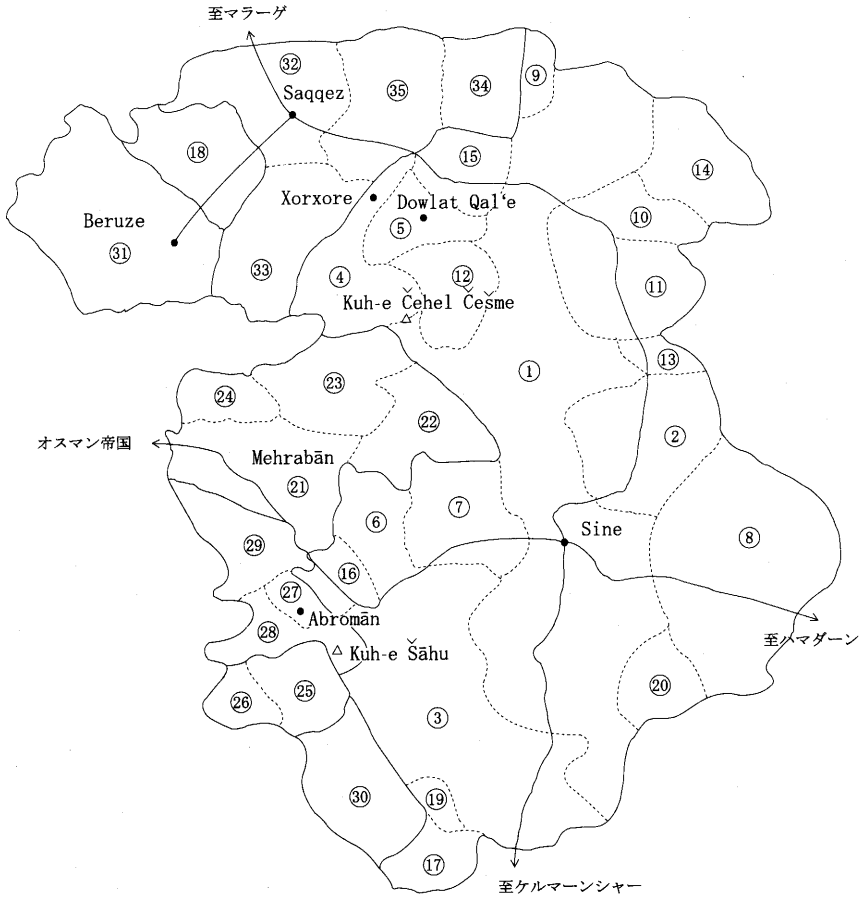 至マラーゲ
㉜
Saqqez
㉟
㉞
⑨
⑱
⑮
⑭
Xorxore
Dowlat Qal‘e
⑤
⑩
Beruze
㉛
㉝
④
⑫
⑪
Kuh-e Čehel Česme
△
①
⑬
㉔
㉓
㉒
②
オスマン帝国
Mehrabān
㉑
⑥
⑦
Sine
⑧
㉙
⑯
㉗
Abromān
㉘
△ Kuh-e Šāhu
至ハマダーン
㉖
㉕
③
⑳
㉚
⑲
⑰
至ケルマーンシャー